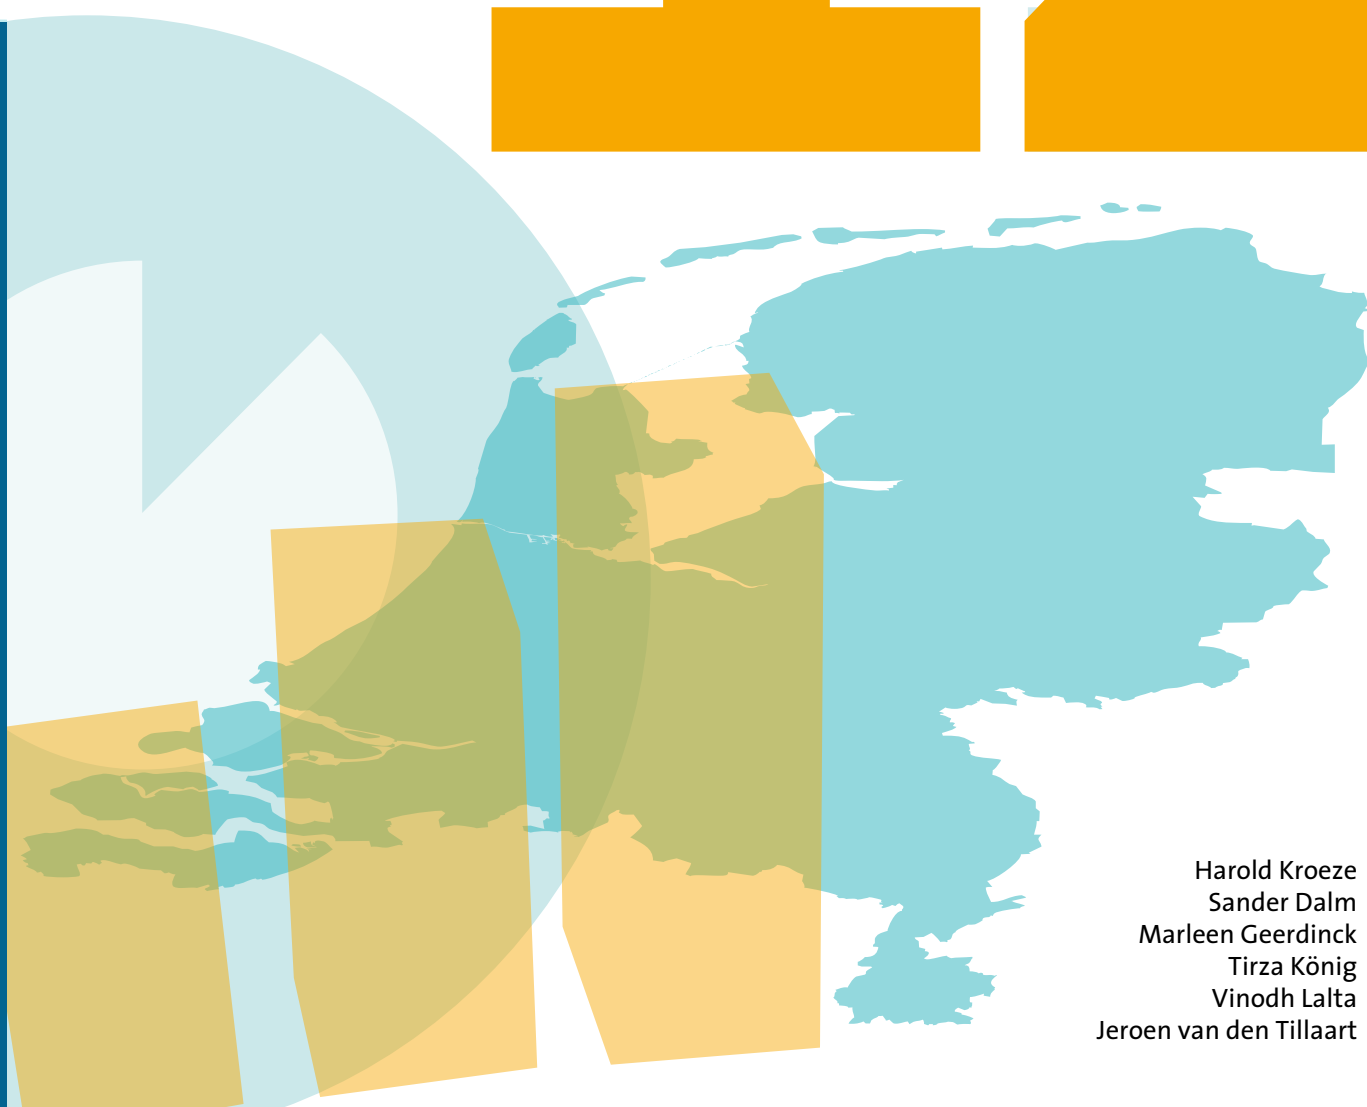 Harold Kroeze
Sander Dalm
Marleen Geerdinck
Tirza König
Vinodh Lalta
Jeroen van den Tillaart